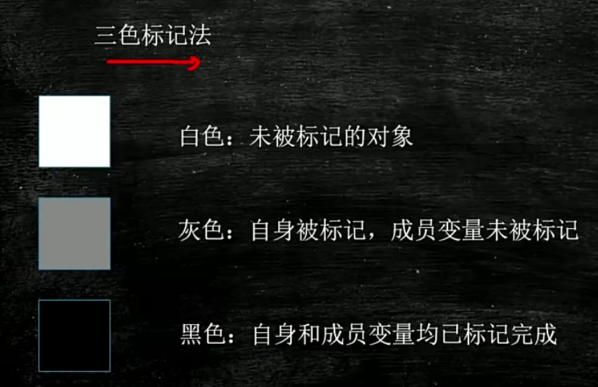 三色标记法
白色：未被标记的对象
灰色：自身被标记，成员变量未被标记
黑色：自身和成员变量均已标记完成